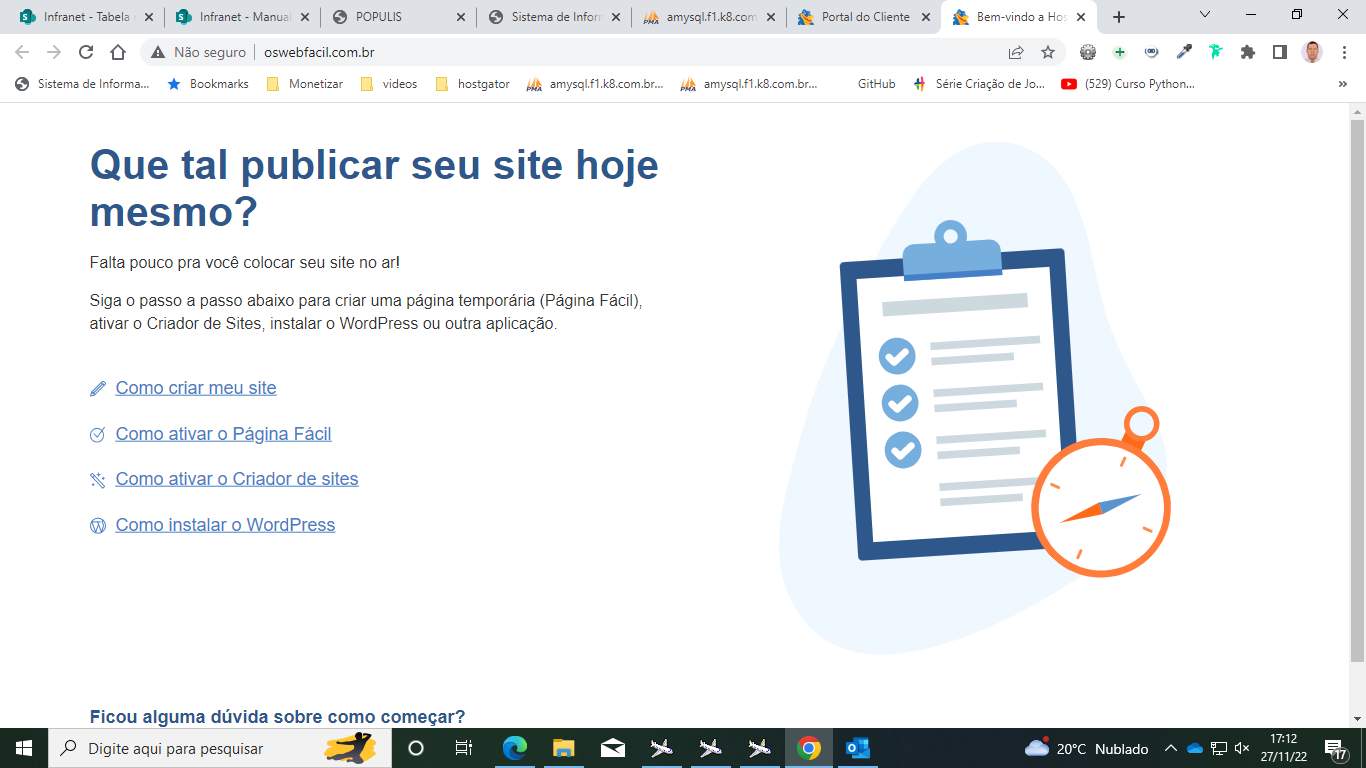 Infranet - Tabela
Infranet - Manual
POPULIS
Sistema de Inform
amysql.f1.k8.com
Portal do Cliente
Bem-vindo a Hos
Não seguro
oswebfacil.com.br
Sistema de Informa...
Bookmarks
Monetizar
videos
hostgator
amysql.f1.k8.com.br...
amysql.f1.k8.com.br...
GitHub
Série Criação de Jo...
(529) Curso Python...
»
Que tal publicar seu site hoje
mesmo?
Falta pouco pra você colocar seu site no ar!
Siga o passo a passo abaixo para criar uma página temporária (Página Fácil),
ativar o Criador de Sites, instalar o WordPress ou outra aplicação.
Como criar meu site
Como ativar o Página Fácil
Como ativar o Criador de sites
Como instalar o WordPress
Ficou alguma dúvida sobre como começar?
Digite aqui para pesquisar
20°C Nublado
17:12
27/11/22
17